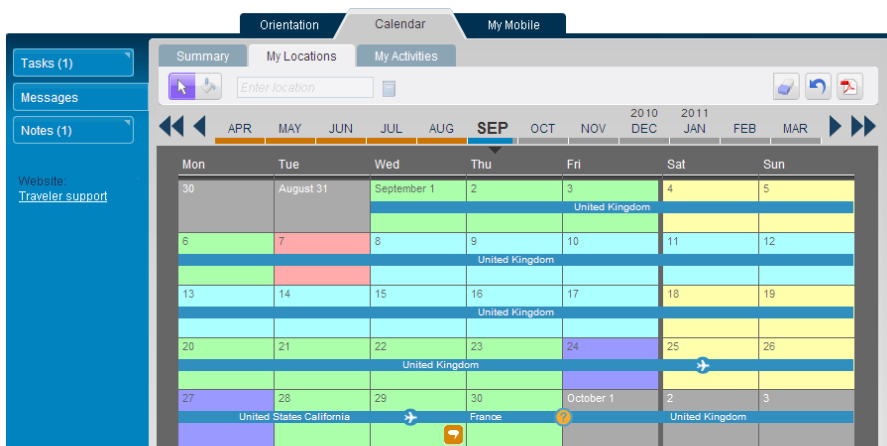 Orientation Calendar My Mobile
Tasks (1)
Messages
Notes (1)
Website:
Traveler support
Summary My Locations My Activities
Enter location
2010 2011
APR MAY JUN JUL AUG SEP OCT NOV DEC JAN FEB MAR
Mon Tue Wed Thu Fri Sat Sun
30 August 31 September 1 2 3 4 5
United Kingdom
6 7 8 9 10 11 12
United Kingdom
13 14 15 16 17 18 19
United Kingdom
20 21 22 23 24 25 26
United Kingdom
27 28 29 30 October 1 2 3
United States California France ? United Kingdom